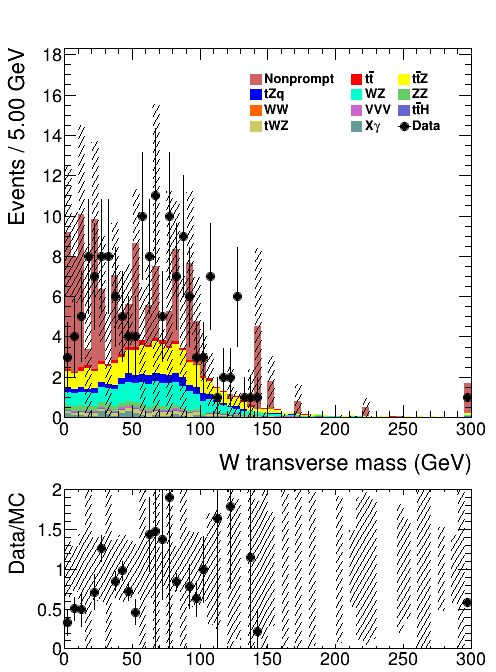 Events / 5.00 GeV
18
16
14
12
10
8
6
4
2
0
Nonprompt tt̄ tt̄Z
tZq WZ ZZ
WW VVV tt̄H
tWZ Xγ Data
0 50 100 150 200 250 300
W transverse mass (GeV)
Data/MC
2
1.5
1
0.5
0
0 50 100 150 200 250 300